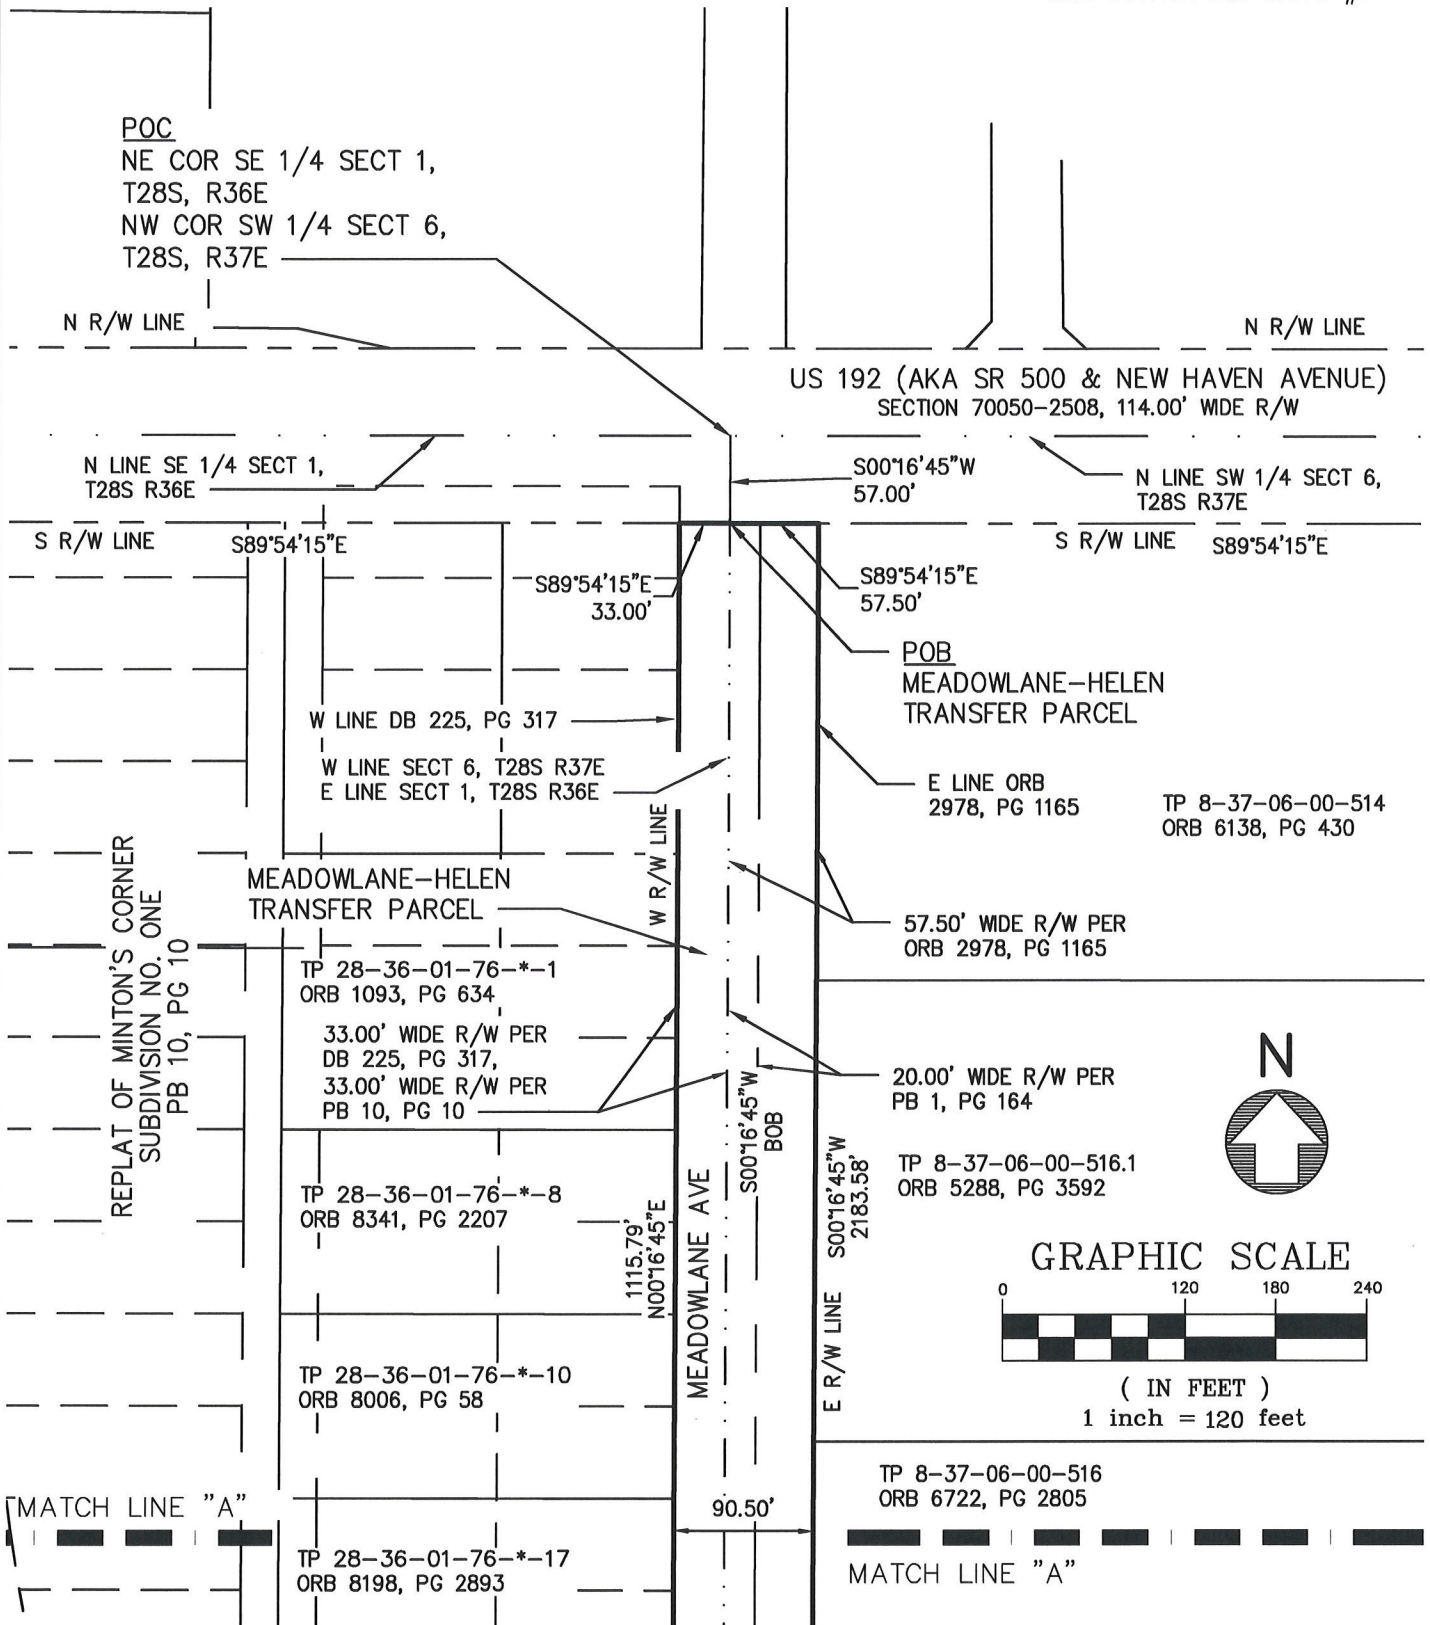 POC
NE COR SE 1/4 SECT 1,
T28S, R36E
NW COR SW 1/4 SECT 6,
T28S, R37E
N R/W LINE
N R/W LINE
US 192 (AKA SR 500 & NEW HAVEN AVENUE)
SECTION 70050-2508, 114.00' WIDE R/W
N LINE SE 1/4 SECT 1,
T28S R36E
S00°16'45"W
57.00'
N LINE SW 1/4 SECT 6,
T28S R37E
S R/W LINE
S89°54'15"E
S R/W LINE
S89°54'15"E
S89°54'15"E
33.00'
S89°54'15"E
57.50'
POB
MEADOWLANE-HELEN
TRANSFER PARCEL
W LINE DB 225, PG 317
W LINE SECT 6, T28S R37E
E LINE SECT 1, T28S R36E
E LINE ORB
2978, PG 1165
TP 8-37-06-00-514
ORB 6138, PG 430
W R/W LINE
MEADOWLANE-HELEN
TRANSFER PARCEL
57.50' WIDE R/W PER
ORB 2978, PG 1165
REPLAT OF MINTON'S CORNER
SUBDIVISION NO. ONE
PB 10, PG 10
TP 28-36-01-76-*-1
ORB 1093, PG 634
33.00' WIDE R/W PER
DB 225, PG 317,
33.00' WIDE R/W PER
PB 10, PG 10
20.00' WIDE R/W PER
PB 1, PG 164
N
S00°16'45"W
BOB
TP 8-37-06-00-516.1
ORB 5288, PG 3592
TP 28-36-01-76-*-8
ORB 8341, PG 2207
1115.79'
N00°16'45"E
MEADOWLANE AVE
S00°16'45"W
2183.58'
E R/W LINE
GRAPHIC SCALE
0 120 180 240
( IN FEET )
1 inch = 120 feet
TP 28-36-01-76-*-10
ORB 8006, PG 58
TP 8-37-06-00-516
ORB 6722, PG 2805
MATCH LINE "A"
90.50'
TP 28-36-01-76-*-17
ORB 8198, PG 2893
MATCH LINE "A"